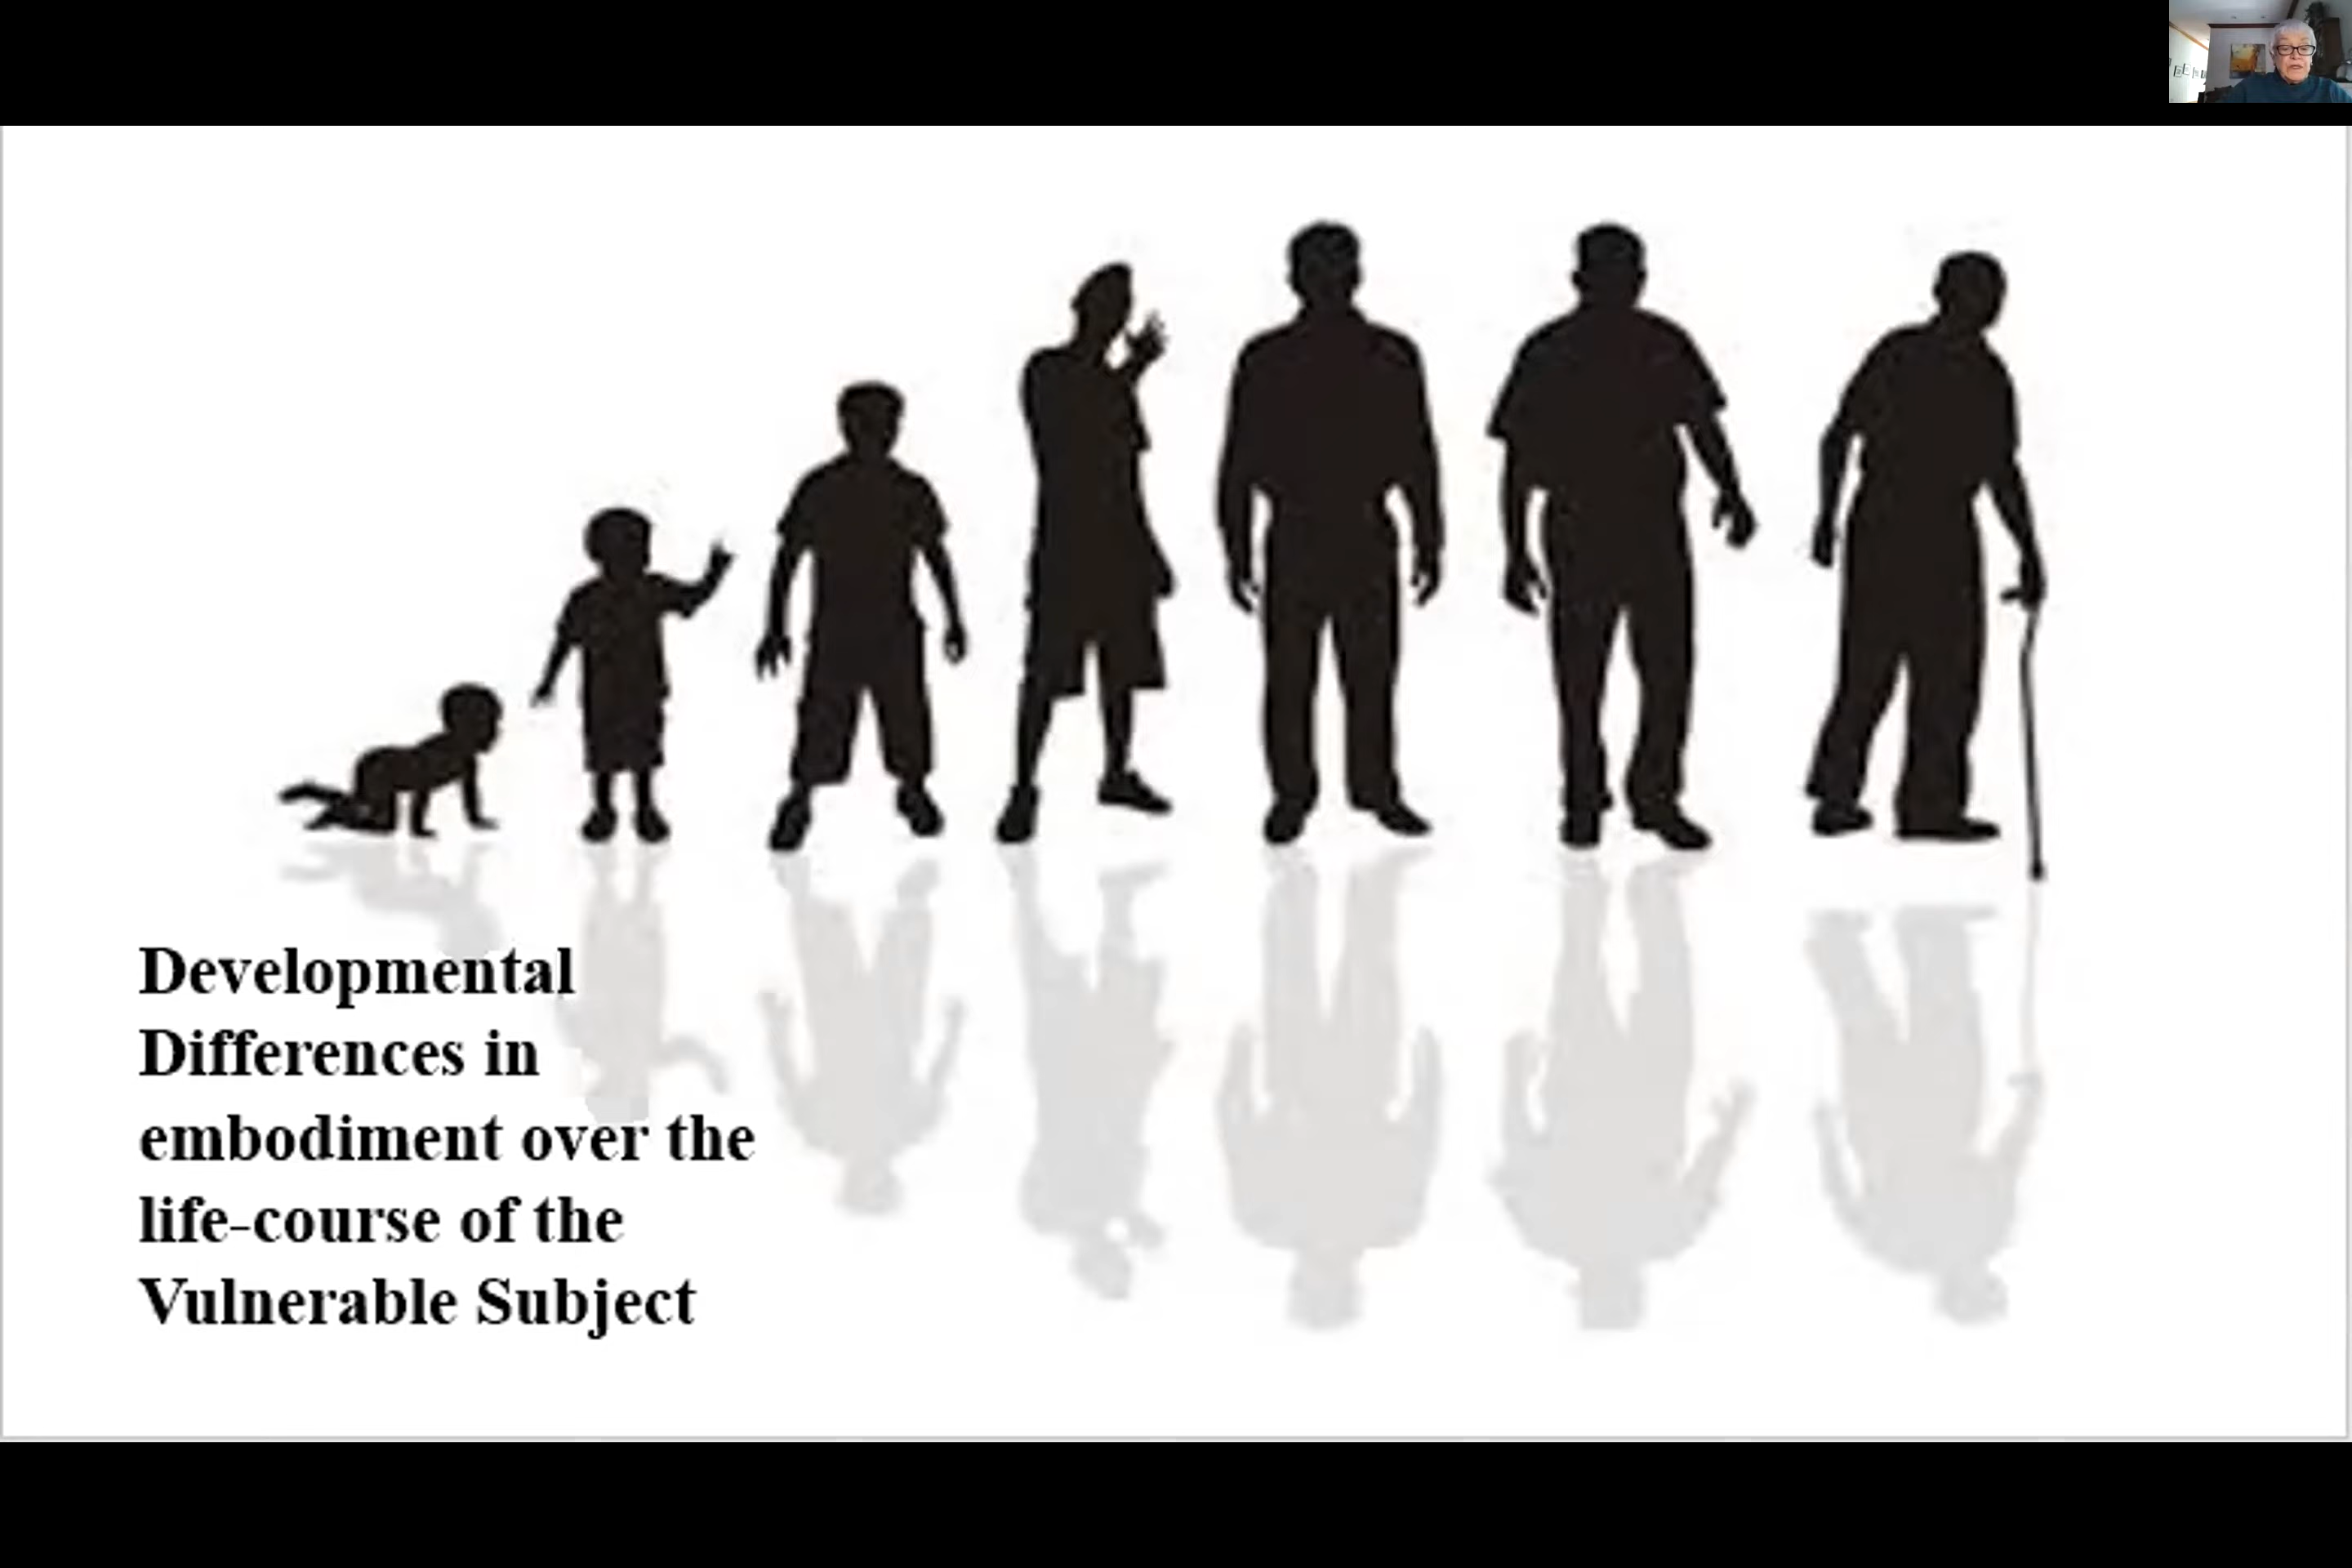 Developmental
Differences in
embodiment over the
life-course of the
Vulnerable Subject